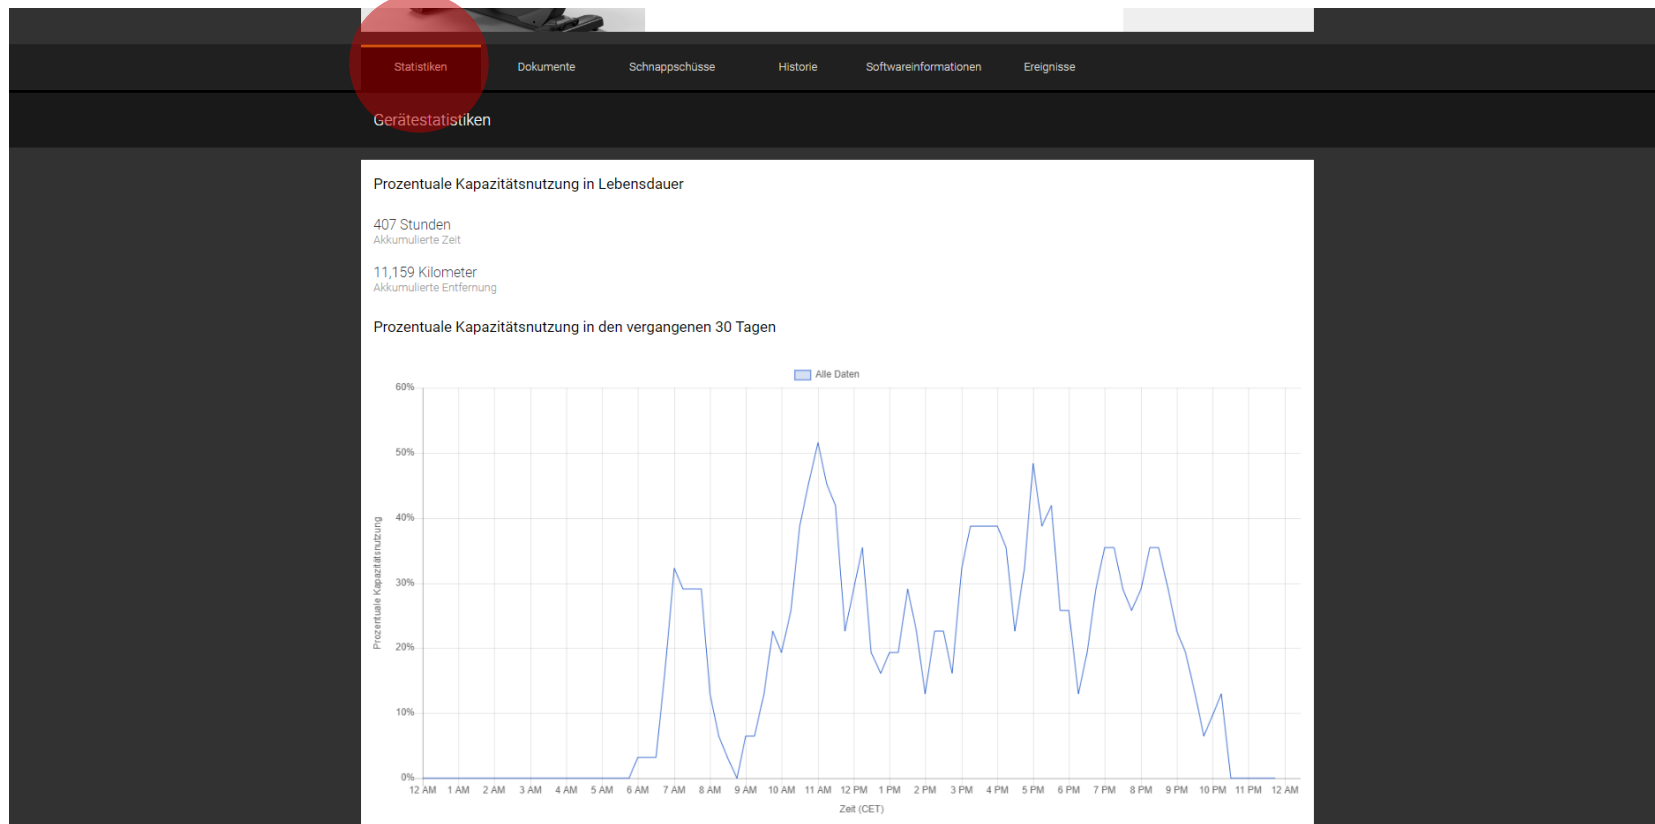 Statistiken Dokumente Schnappschüsse Historie Softwareinformationen Ereignisse
Gerätestatistiken
Prozentuale Kapazitätsnutzung in Lebensdauer
407 Stunden
Akkumulierte Zeit
11,159 Kilometer
Akkumulierte Entfernung
Prozentuale Kapazitätsnutzung in den vergangenen 30 Tagen
Alle Daten
60%
50%
40%
30%
20%
10%
0%
Prozentuale Kapazitätsnutzung
12 AM 1 AM 2 AM 3 AM 4 AM 5 AM 6 AM 7 AM 8 AM 9 AM 10 AM 11 AM 12 PM 1 PM 2 PM 3 PM 4 PM 5 PM 6 PM 7 PM 8 PM 9 PM 10 PM 11 PM 12 AM
Zeit (CET)